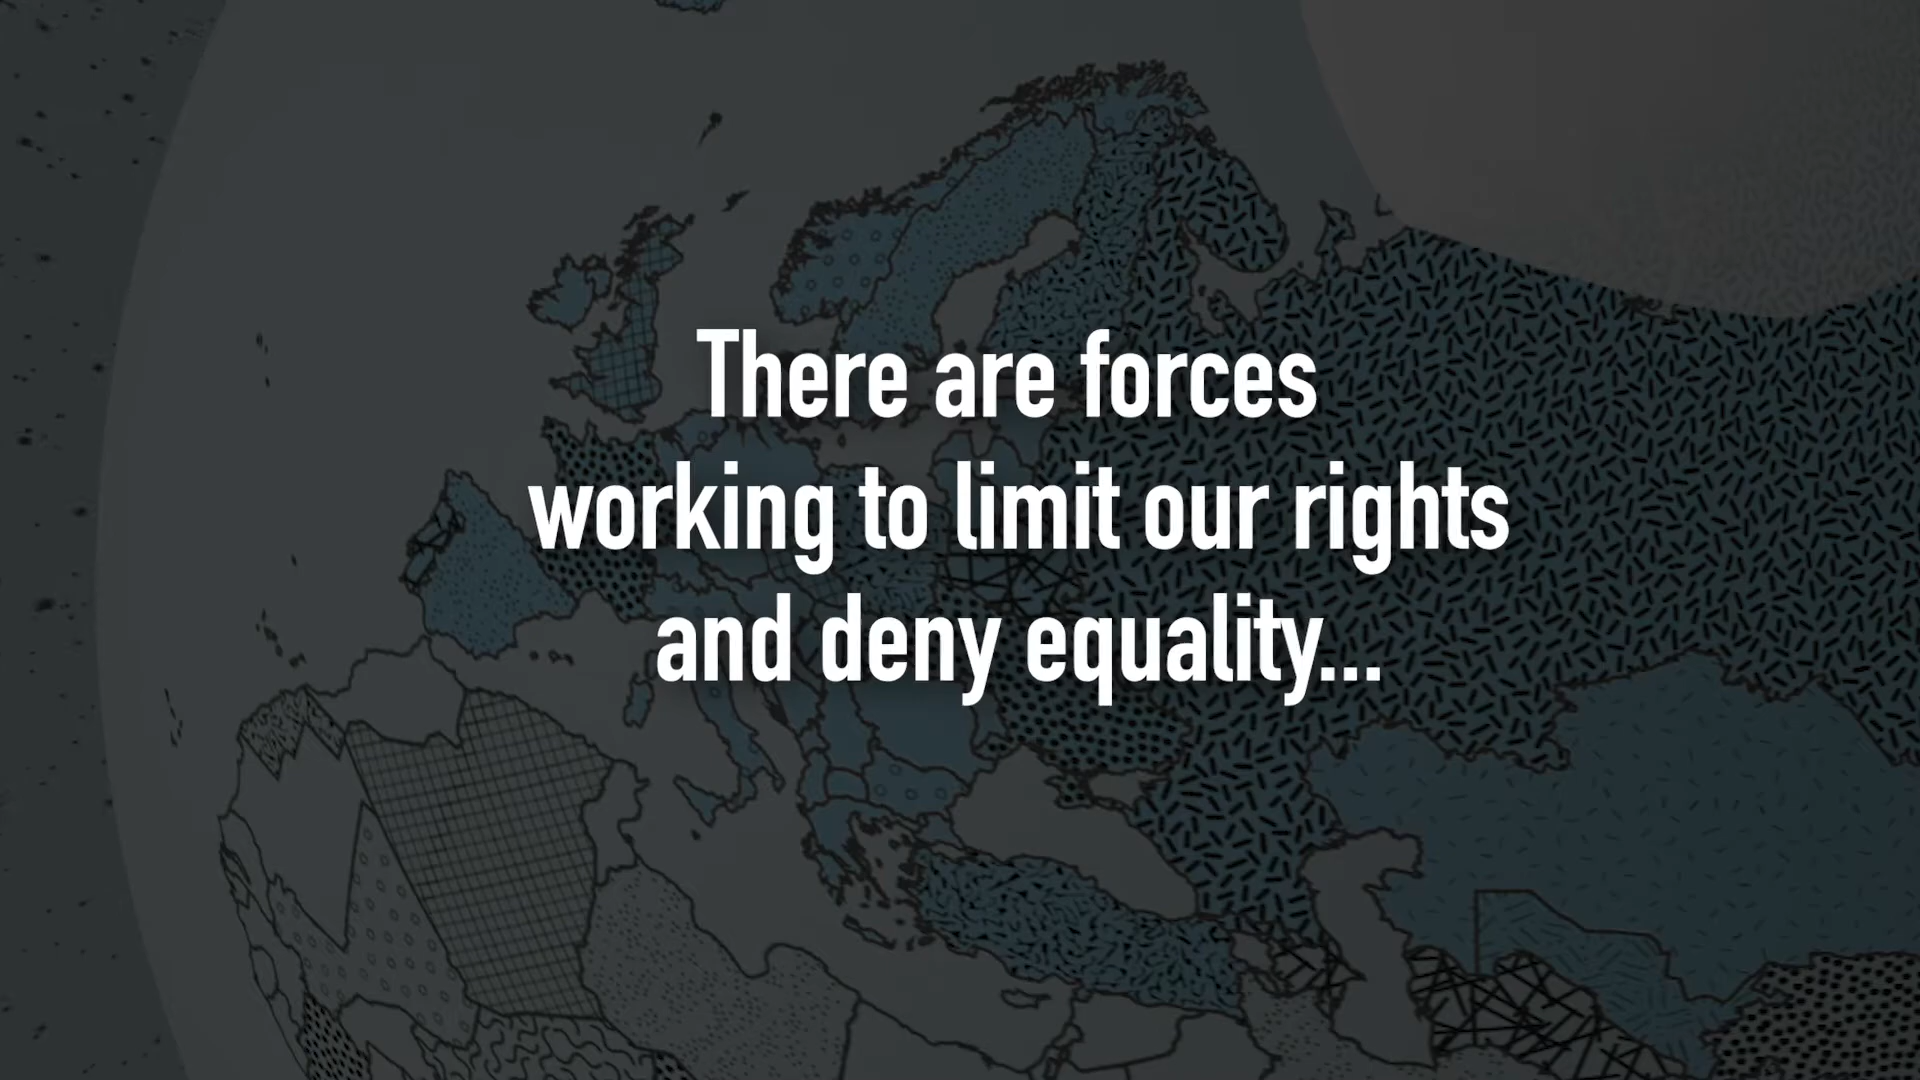 There are forces
working to limit our rights
and deny equality...